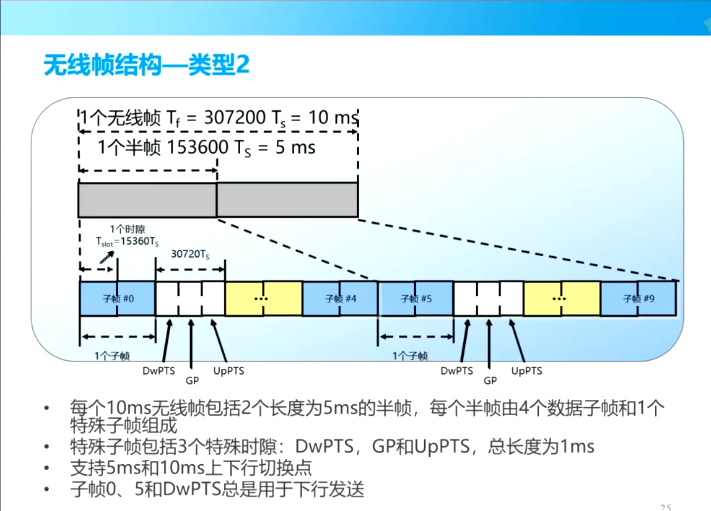 无线帧结构—类型2
1个无线帧 Tf = 307200 Ts = 10 ms
1个半帧 153600 TS = 5 ms
1个时隙
Tslot=15360TS
30720TS
子帧 #0
...
子帧 #4
子帧 #5
...
子帧 #9
1个子帧
1个子帧
DwPTS
GP
UpPTS
DwPTS
GP
UpPTS
• 每个10ms无线帧包括2个长度为5ms的半帧，每个半帧由4个数据子帧和1个
特殊子帧组成
• 特殊子帧包括3个特殊时隙：DwPTS，GP和UpPTS，总长度为1ms
• 支持5ms和10ms上下行切换点
• 子帧0、5和DwPTS总是用于下行发送
25